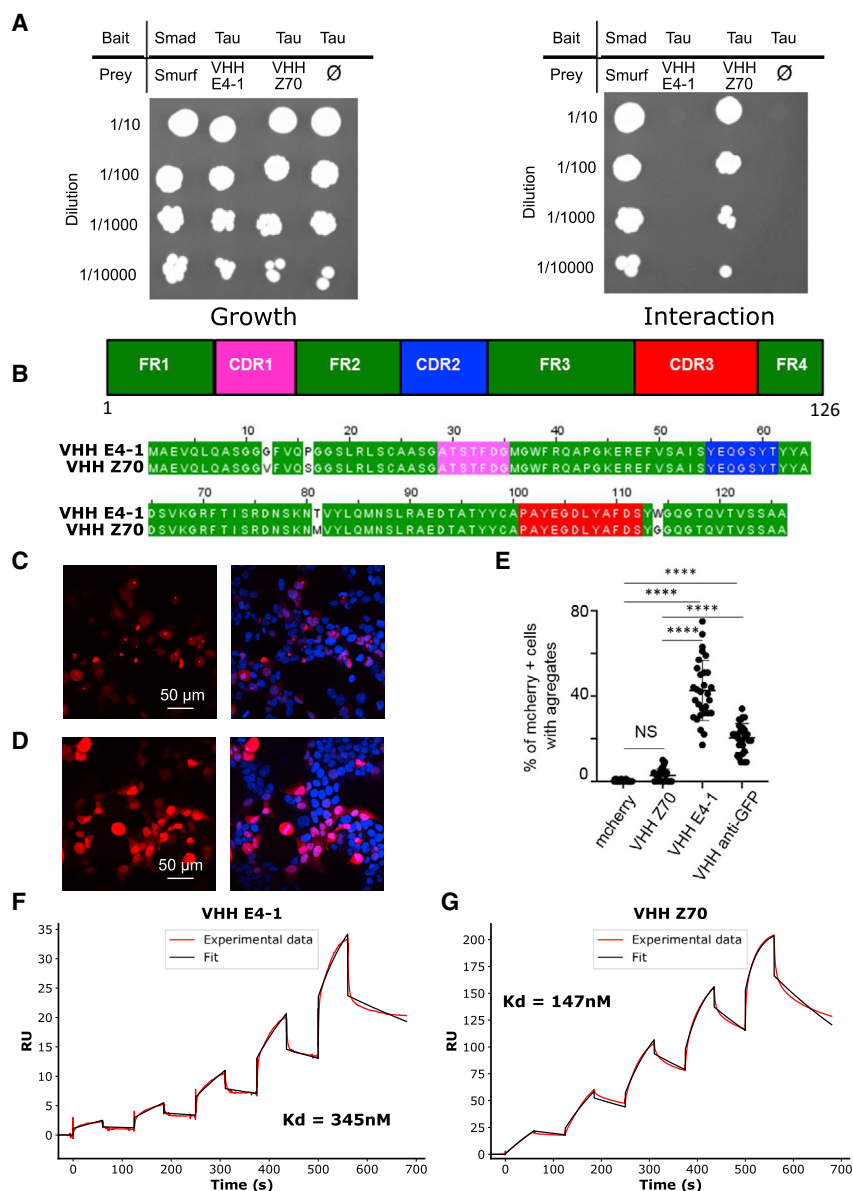 A
Bait Smad Tau Tau Tau
Prey Smurf VHH E4-1 VHH Z70 Ø
1/10
1/100
1/1000
1/10000
Dilution
Growth
Bait Smad Tau Tau Tau
Prey Smurf VHH E4-1 VHH Z70 Ø
1/10
1/100
1/1000
1/10000
Dilution
Interaction
B
FR1 CDR1 FR2 CDR2 FR3 CDR3 FR4
1 126
10 20 30 40 50 60
VHH E4-1 MAEVQLQASGGGFVQPGGSLRLSCAASGATSTFDGMGWFRQAPGKEREFVSAISYEQGSYTYYA
VHH Z70 MAEVQLQASGGVFVQSGGSLRLSCAASGATSTFDGMGWFRQAPGKEREFVSAISYEQGSYTYYA
70 80 90 100 110 120
VHH E4-1 DSVKGRFTISRDNSKNTVYLQMNSLRAEDTATYYCAPAYEGDLYAFDSYWGQGTQVTVSSAA
VHH Z70 DSVKGRFTISRDNSKNMVYLQMNSLRAEDTATYYCAPAYEGDLYAFDSYGGQGTQVTVSSAA
C
50 µm
D
50 µm
E
****
****
****
****
NS
% of mcherry + cells
with agregates
80
40
0
mcherry
VHH Z70
VHH E4-1
VHH anti-GFP
F
VHH E4-1
Experimental data
Fit
Kd = 345nM
RU
35
30
25
20
15
10
5
0
0 100 200 300 400 500 600 700
Time (s)
G
VHH Z70
Experimental data
Fit
Kd = 147nM
RU
200
175
150
125
100
75
50
25
0
0 100 200 300 400 500 600 700
Time (s)